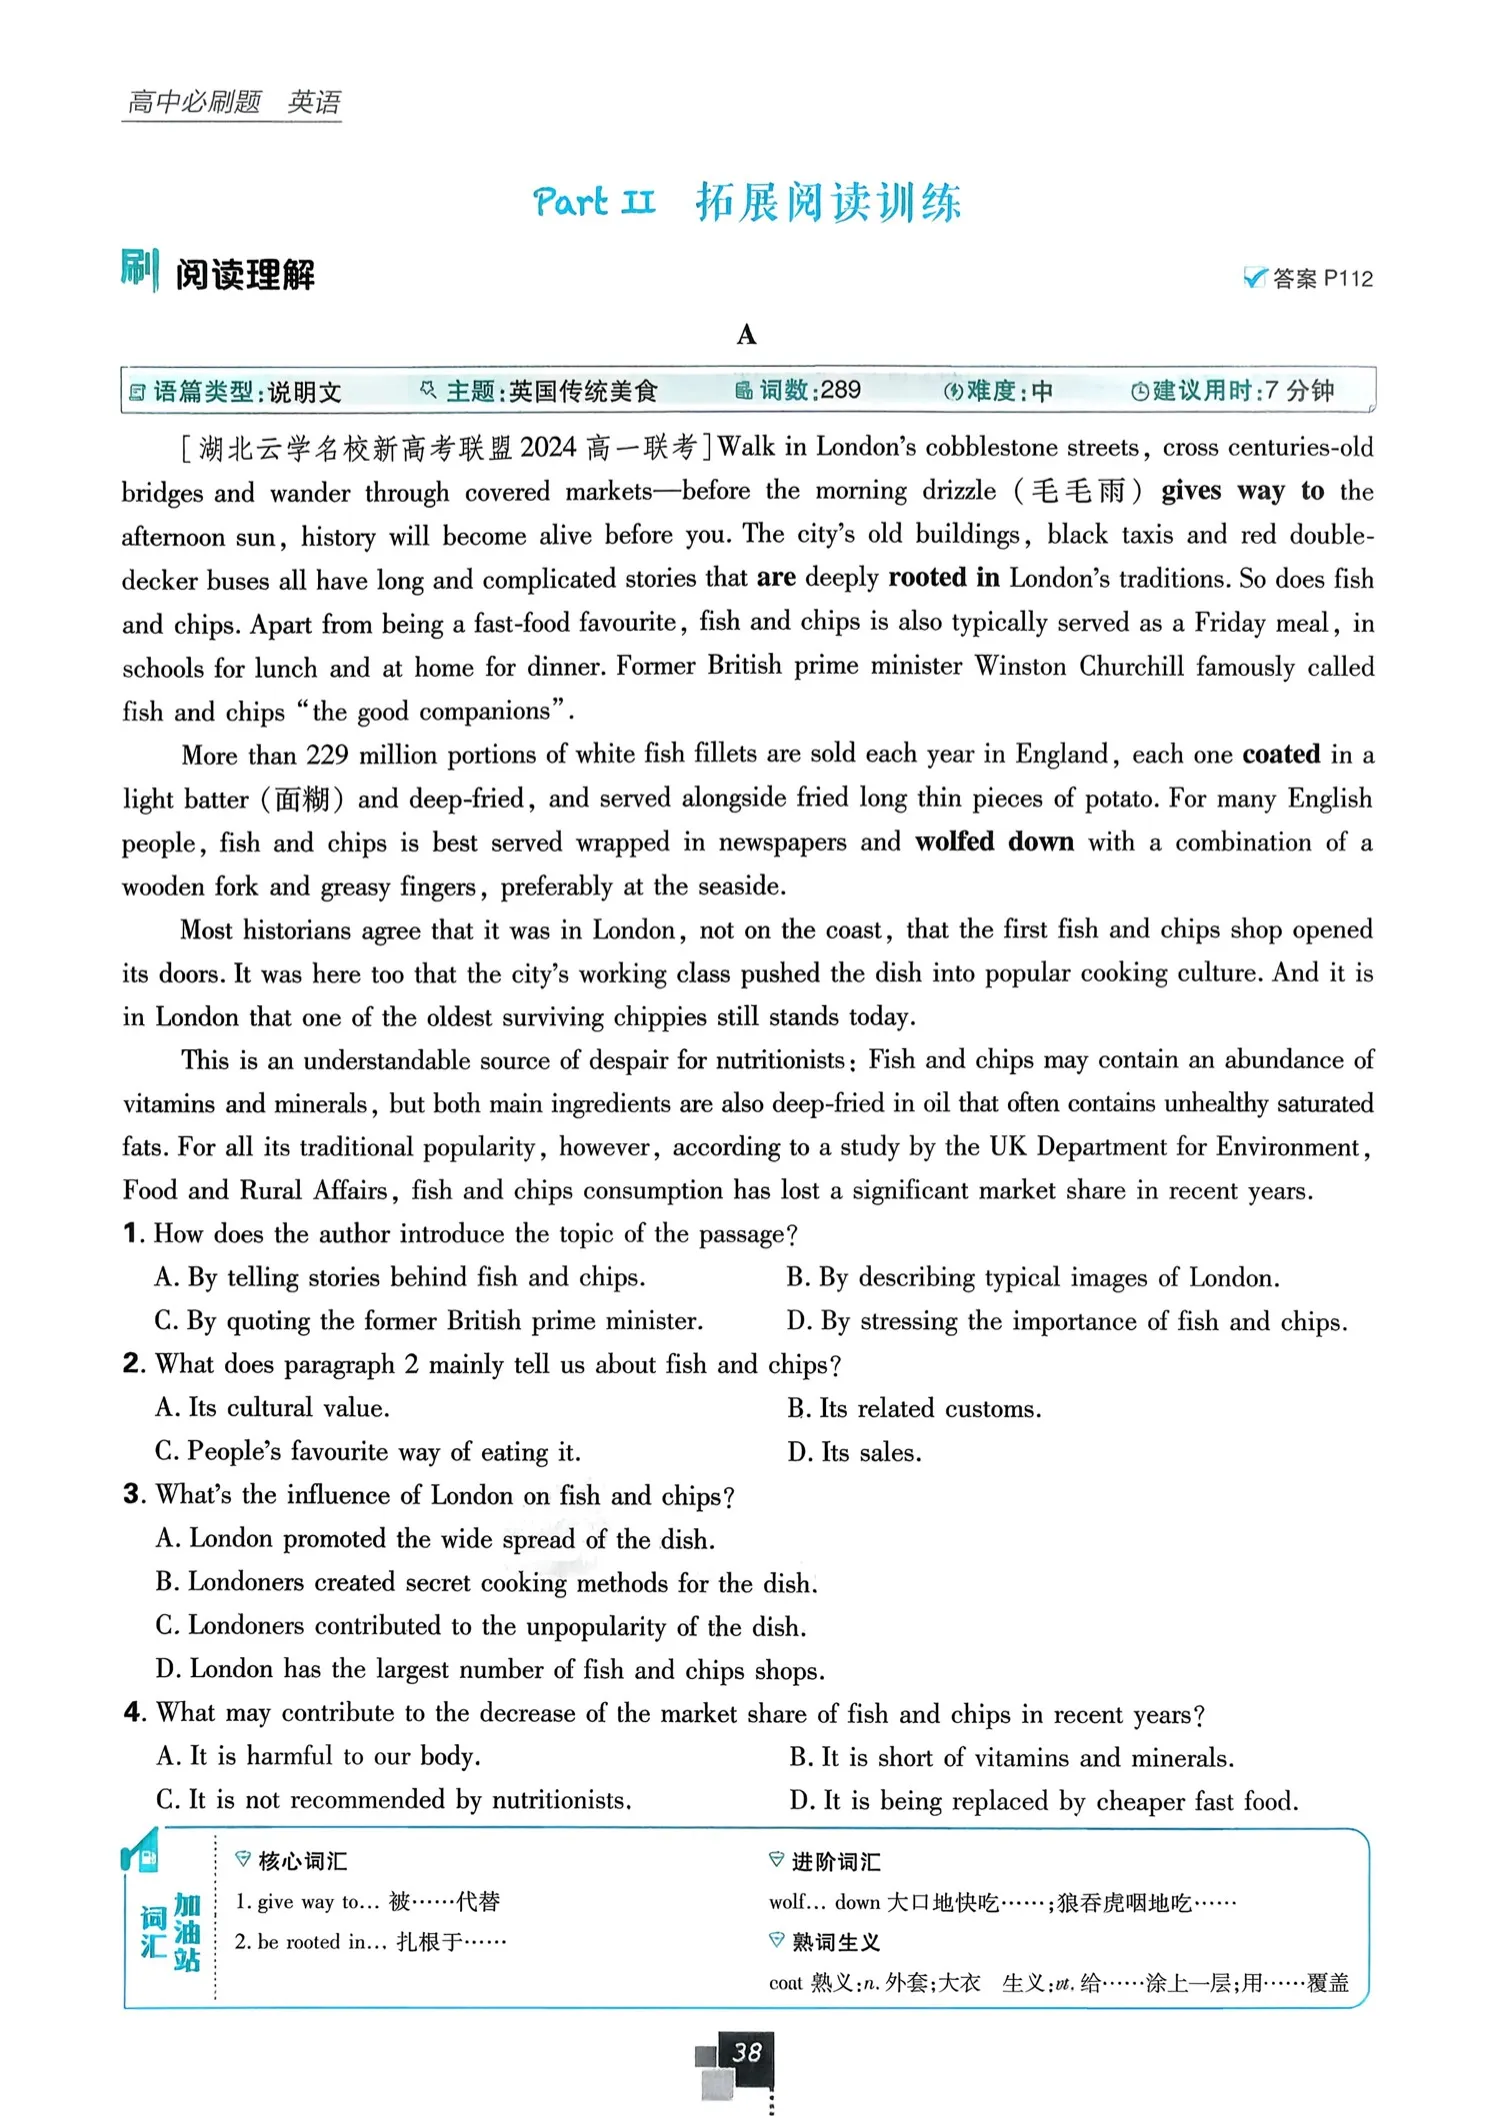 高中必刷题 英语
Part II 拓展阅读训练
刷 阅读理解
答案 P112
A
语篇类型:说明文 主题:英国传统美食 词数:289 难度:中 建议用时:7分钟
[湖北云学名校新高考联盟2024高一联考]Walk in London's cobblestone streets, cross centuries-old
bridges and wander through covered markets—before the morning drizzle (毛毛雨) gives way to the
afternoon sun, history will become alive before you. The city's old buildings, black taxis and red double-
decker buses all have long and complicated stories that are deeply rooted in London's traditions. So does fish
and chips. Apart from being a fast-food favourite, fish and chips is also typically served as a Friday meal, in
schools for lunch and at home for dinner. Former British prime minister Winston Churchill famously called
fish and chips “the good companions”.
More than 229 million portions of white fish fillets are sold each year in England, each one coated in a
light batter (面糊) and deep-fried, and served alongside fried long thin pieces of potato. For many English
people, fish and chips is best served wrapped in newspapers and wolfed down with a combination of a
wooden fork and greasy fingers, preferably at the seaside.
Most historians agree that it was in London, not on the coast, that the first fish and chips shop opened
its doors. It was here too that the city's working class pushed the dish into popular cooking culture. And it is
in London that one of the oldest surviving chippies still stands today.
This is an understandable source of despair for nutritionists: Fish and chips may contain an abundance of
vitamins and minerals, but both main ingredients are also deep-fried in oil that often contains unhealthy saturated
fats. For all its traditional popularity, however, according to a study by the UK Department for Environment,
Food and Rural Affairs, fish and chips consumption has lost a significant market share in recent years.
1. How does the author introduce the topic of the passage?
A. By telling stories behind fish and chips. B. By describing typical images of London.
C. By quoting the former British prime minister. D. By stressing the importance of fish and chips.
2. What does paragraph 2 mainly tell us about fish and chips?
A. Its cultural value. B. Its related customs.
C. People's favourite way of eating it. D. Its sales.
3. What's the influence of London on fish and chips?
A. London promoted the wide spread of the dish.
B. Londoners created secret cooking methods for the dish.
C. Londoners contributed to the unpopularity of the dish.
D. London has the largest number of fish and chips shops.
4. What may contribute to the decrease of the market share of fish and chips in recent years?
A. It is harmful to our body. B. It is short of vitamins and minerals.
C. It is not recommended by nutritionists. D. It is being replaced by cheaper fast food.
词汇加油站
核心词汇
1. give way to... 被……代替
2. be rooted in... 扎根于……
进阶词汇
wolf... down 大口地快吃……;狼吞虎咽地吃……
熟词生义
coat 熟义:n. 外套;大衣 生义:vt. 给……涂上一层;用……覆盖
38